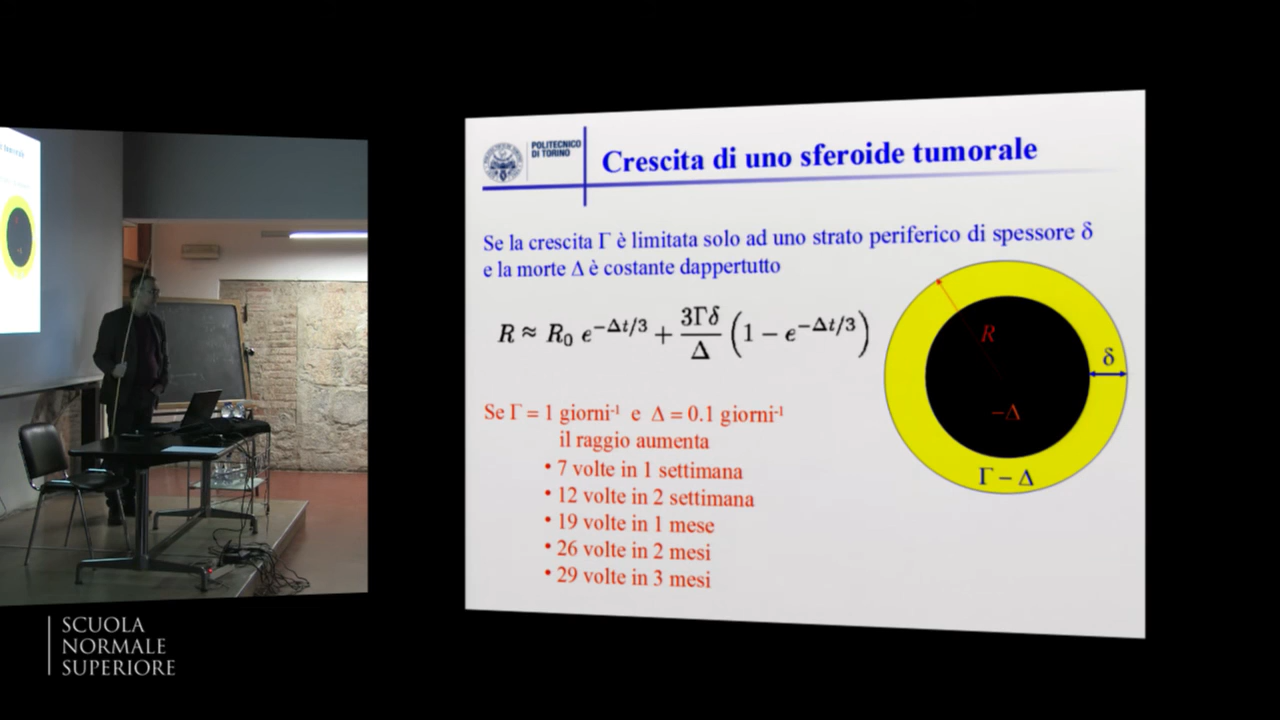 POLITECNICO
DI TORINO
Crescita di uno sferoide tumorale
Se la crescita Γ è limitata solo ad uno strato periferico di spessore δ
e la morte Δ è costante dappertutto
R ≈ R₀ e^{-Δt/3} + 3Γδ/Δ (1 − e^{-Δt/3})
R
δ
−Δ
Γ − Δ
Se Γ = 1 giorni⁻¹ e Δ = 0.1 giorni⁻¹
il raggio aumenta
• 7 volte in 1 settimana
• 12 volte in 2 settimana
• 19 volte in 1 mese
• 26 volte in 2 mesi
• 29 volte in 3 mesi
SCUOLA
NORMALE
SUPERIORE